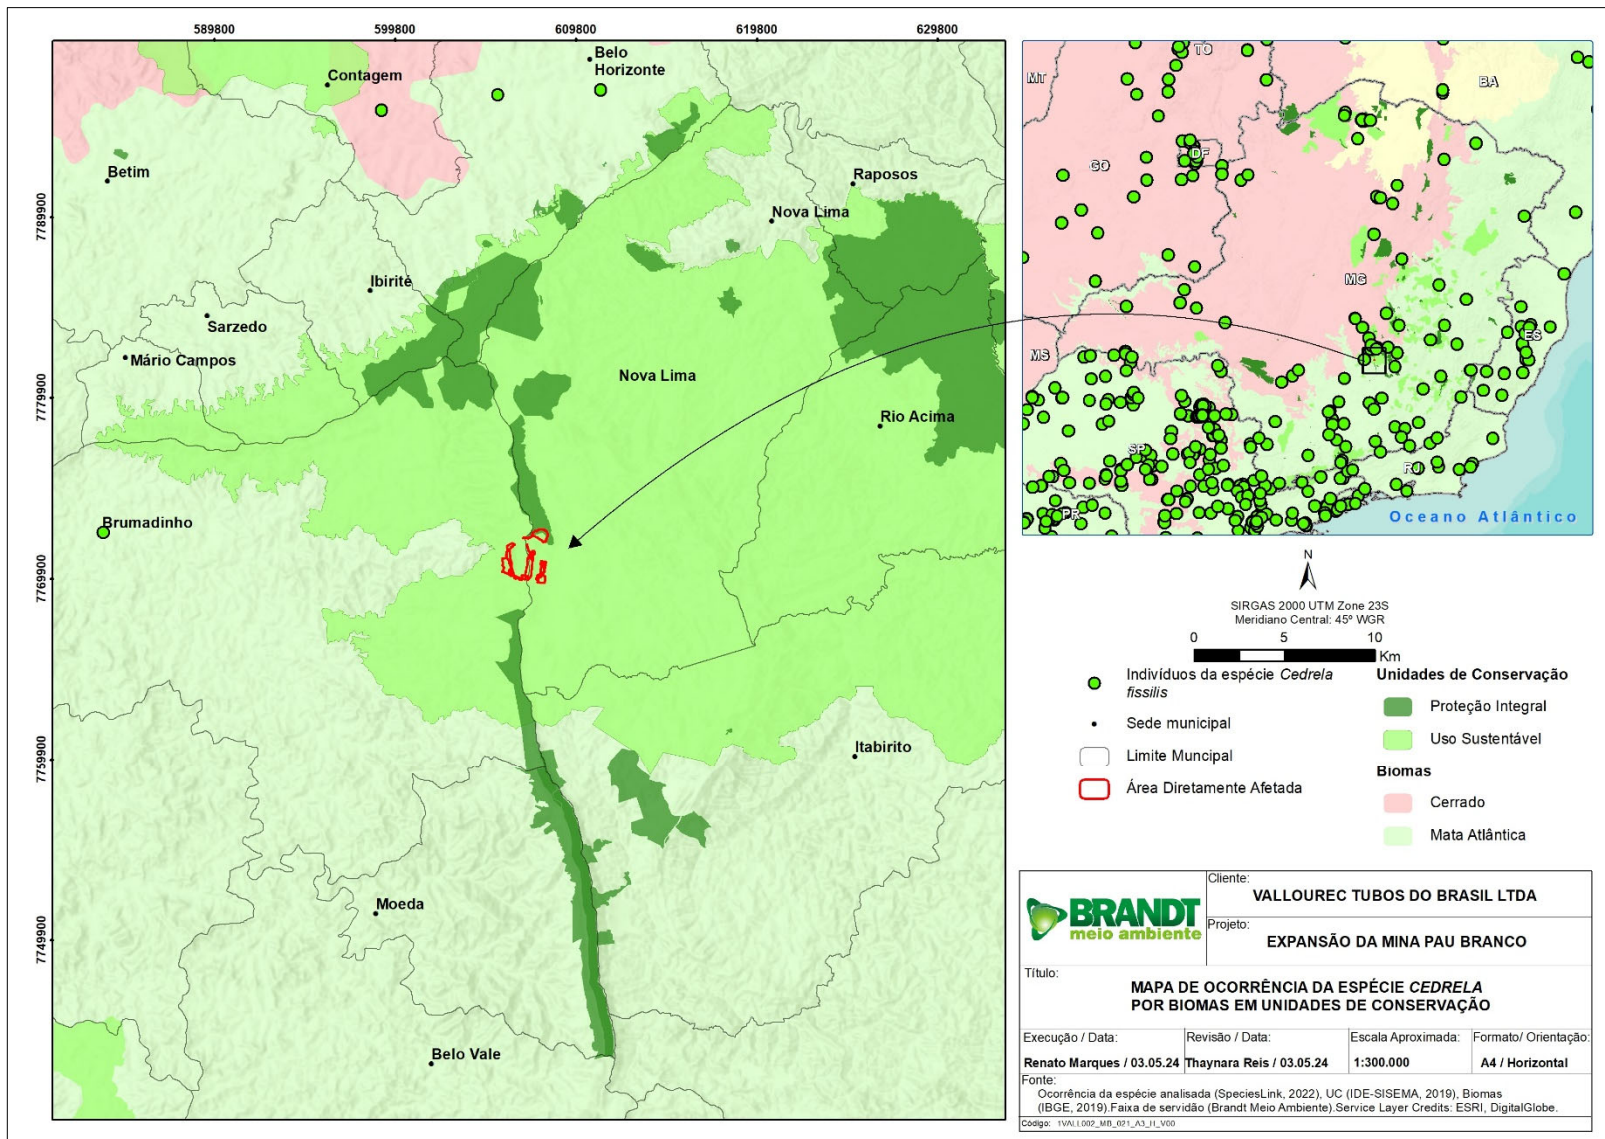 589800
599800
609800
619800
629800
7789900
7779900
7769900
7759900
7749900
Contagem
Belo
Horizonte
Betim
Raposos
Nova Lima
Ibirité
Sarzedo
Mário Campos
Nova Lima
Rio Acima
Brumadinho
Itabirito
Moeda
Belo Vale
MT
TO
BA
GO
DF
MG
MS
ES
SP
RJ
PR
Oceano Atlântico
N
SIRGAS 2000 UTM Zone 23S
Meridiano Central: 45º WGR
0 5 10
Km
Indivíduos da espécie Cedrela
fissilis
Sede municipal
Limite Muncipal
Área Diretamente Afetada
Unidades de Conservação
Proteção Integral
Uso Sustentável
Biomas
Cerrado
Mata Atlântica
BRANDT
meio ambiente
Cliente:
VALLOUREC TUBOS DO BRASIL LTDA
Projeto:
EXPANSÃO DA MINA PAU BRANCO
Título:
MAPA DE OCORRÊNCIA DA ESPÉCIE CEDRELA
POR BIOMAS EM UNIDADES DE CONSERVAÇÃO
Execução / Data:
Renato Marques / 03.05.24
Revisão / Data:
Thaynara Reis / 03.05.24
Escala Aproximada:
1:300.000
Formato/ Orientação:
A4 / Horizontal
Fonte:
Ocorrência da espécie analisada (SpeciesLink, 2022), UC (IDE-SISEMA, 2019), Biomas
(IBGE, 2019).Faixa de servidão (Brandt Meio Ambiente).Service Layer Credits: ESRI, DigitalGlobe.
Código: 1VALL002_MB_021_A3_H_V00